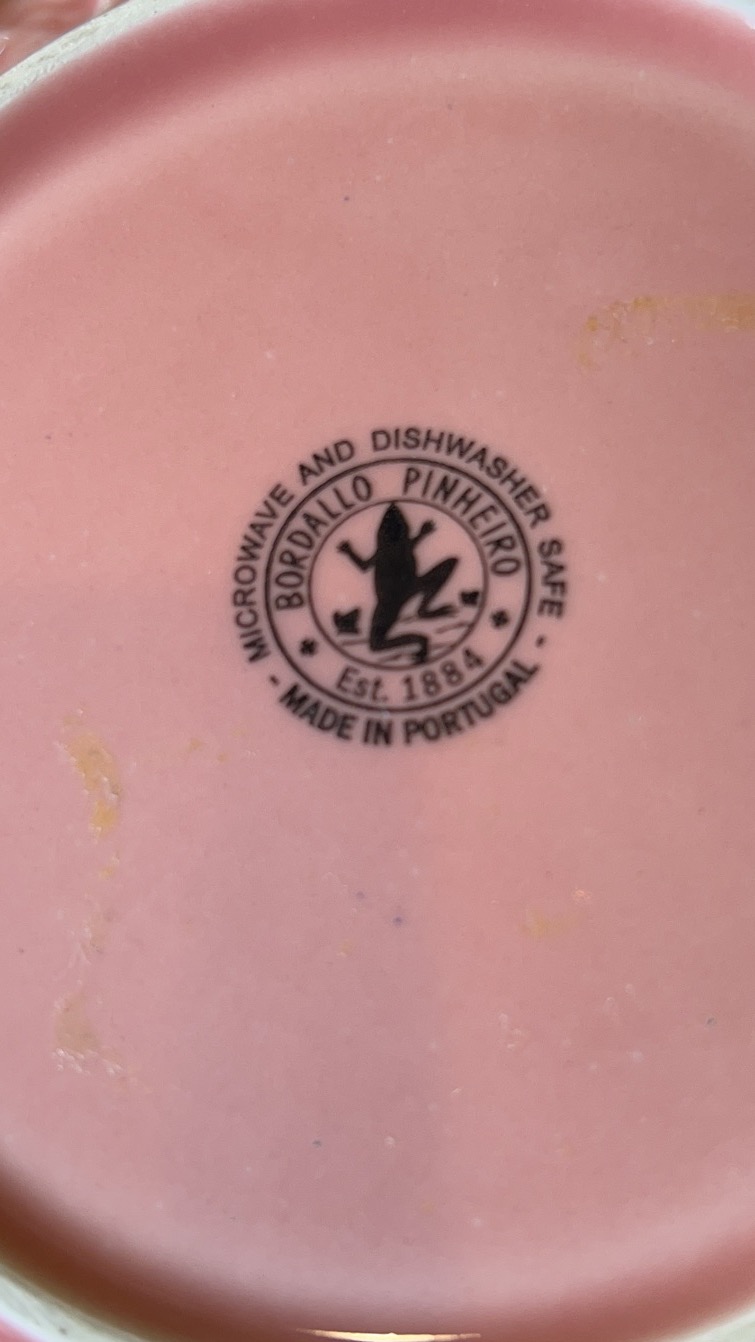 MICROWAVE AND DISHWASHER SAFE -
BORDALLO PINHEIRO
Est. 1884
- MADE IN PORTUGAL